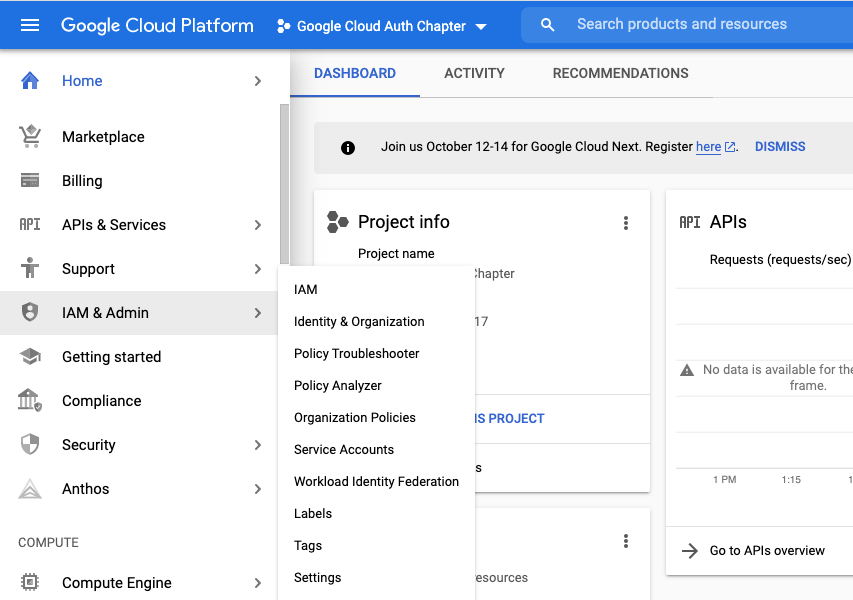 Google Cloud Platform
Google Cloud Auth Chapter
Search products and resources
Home
Marketplace
Billing
API
APIs & Services
Support
IAM & Admin
Getting started
Compliance
Security
Anthos
COMPUTE
Compute Engine
IAM
Identity & Organization
Policy Troubleshooter
Policy Analyzer
Organization Policies
Service Accounts
Workload Identity Federation
Labels
Tags
Settings
DASHBOARD
ACTIVITY
RECOMMENDATIONS
Join us October 12-14 for Google Cloud Next. Register here. DISMISS
Project info
Project name
Chapter
17
IS PROJECT
s
esources
API APIs
Requests (requests/sec)
No data is available for the
frame.
1 PM 1:15 1
Go to APIs overview